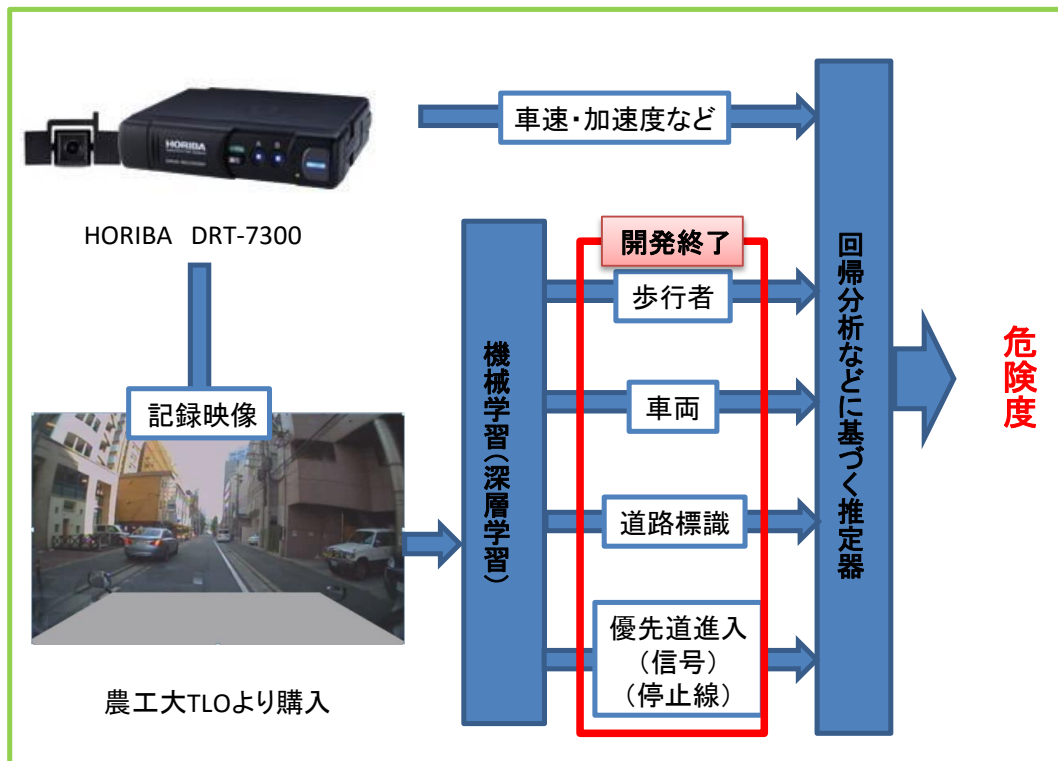 HORIBA
HORIBA DRT-7300
記録映像
農工大TLOより購入
機械学習(深層学習)
車速・加速度など
開発終了
歩行者
車両
道路標識
優先道進入
(信号)
(停止線)
回帰分析などに基づく推定器
危険度